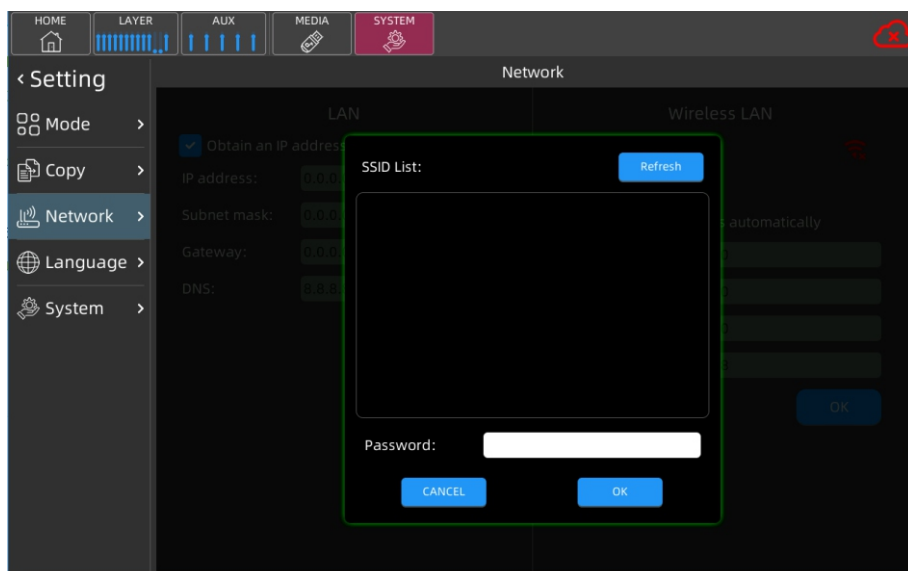 HOME LAYER AUX MEDIA SYSTEM
Setting
Network
Mode
Copy
Network
Language
System
LAN
Obtain an IP address
IP address:
Subnet mask:
Gateway:
DNS:
Wireless LAN
automatically
OK
SSID List:
Refresh
Password:
CANCEL
OK